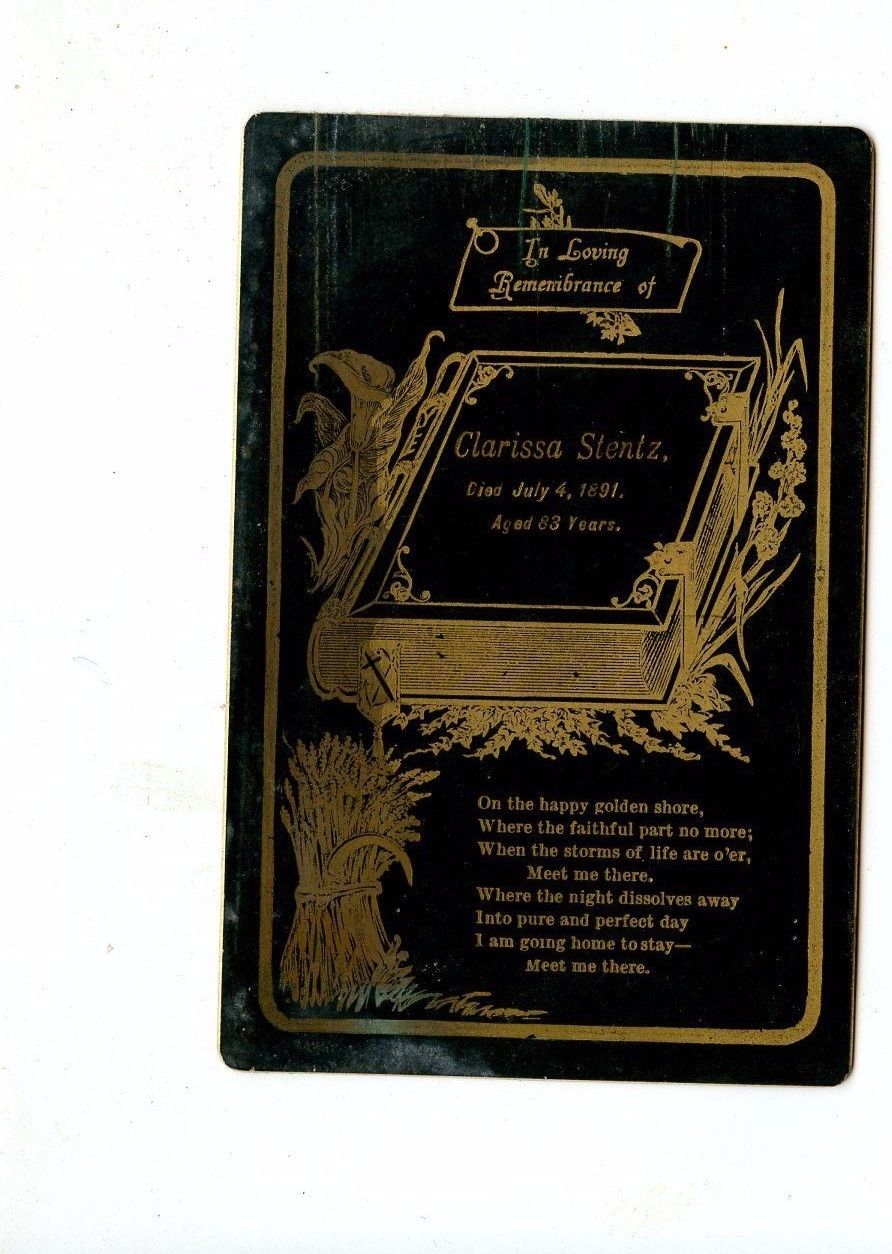 In Loving
Remembrance of
Clarissa Stentz,
Died July 4, 1891.
Aged 83 Years.
On the happy golden shore,
Where the faithful part no more;
When the storms of life are o'er,
Meet me there.
Where the night dissolves away
Into pure and perfect day
I am going home to stay—
Meet me there.